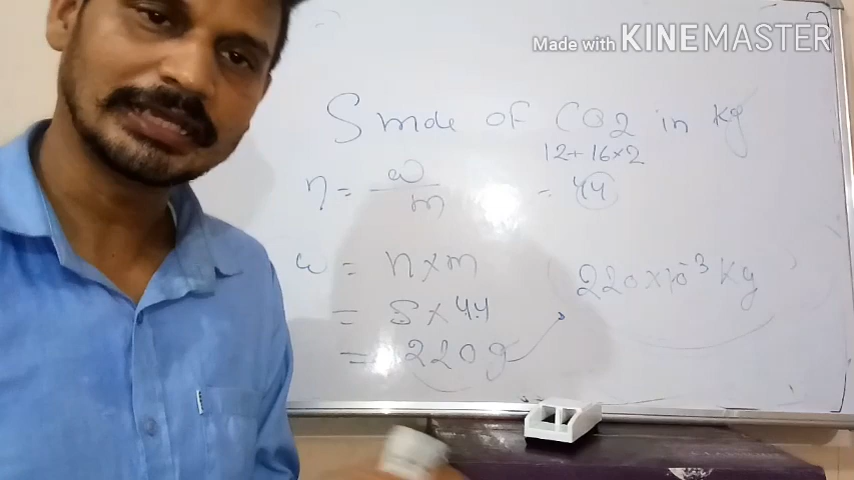 Made with KINEMASTER
5 mole of CO2 in Kg
12+16×2
n = w/m = 44
w = n×m
220×10⁻³ Kg
= 5×44
= 220g